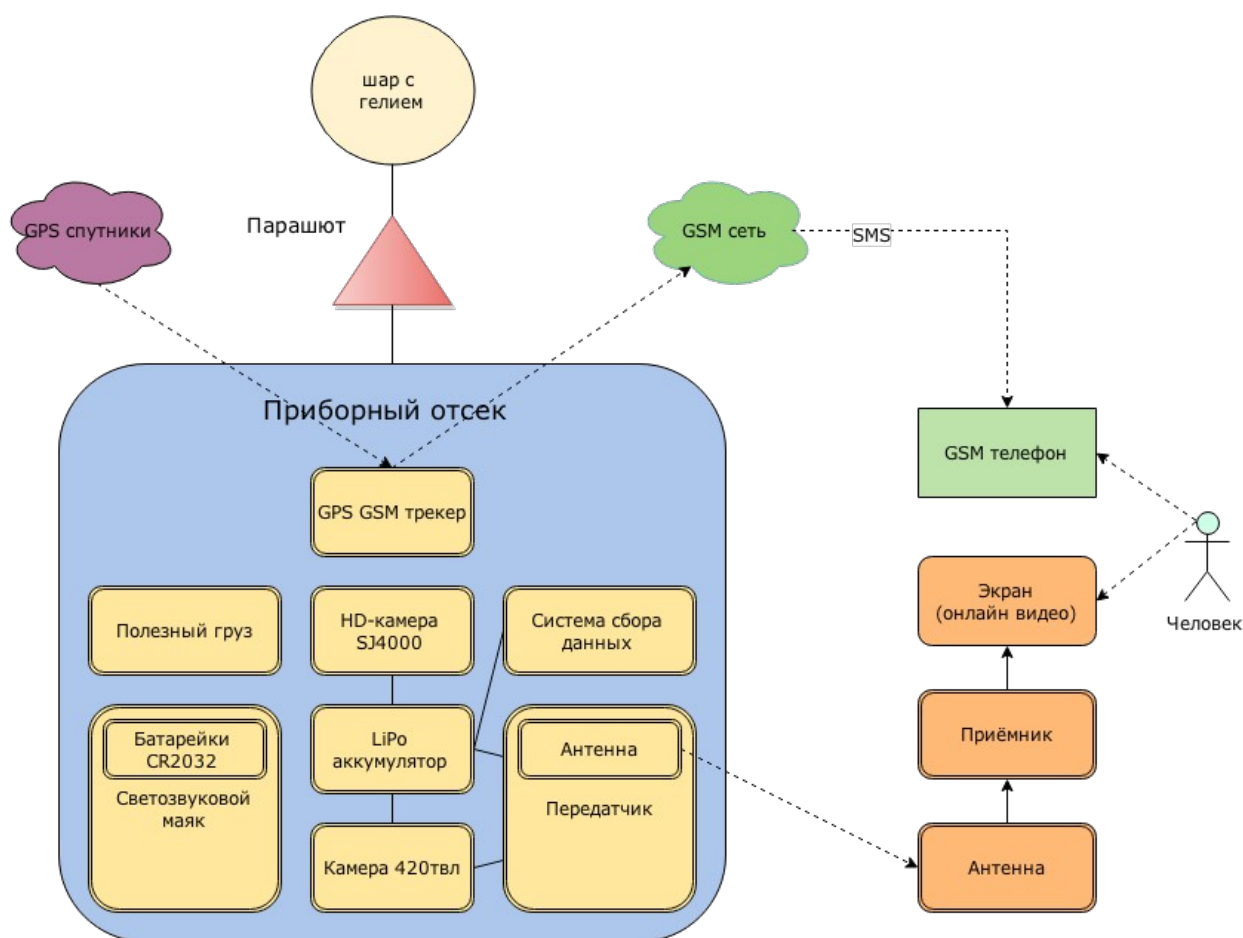 шар с
гелием
GPS спутники
Парашют
GSM сеть
SMS
Приборный отсек
GSM телефон
GPS GSM трекер
Полезный груз
HD-камера
SJ4000
Система сбора
данных
Экран
(онлайн видео)
Человек
Батарейки
CR2032
Светозвуковой
маяк
LiPo
аккумулятор
Антенна
Передатчик
Приёмник
Камера 420твл
Антенна